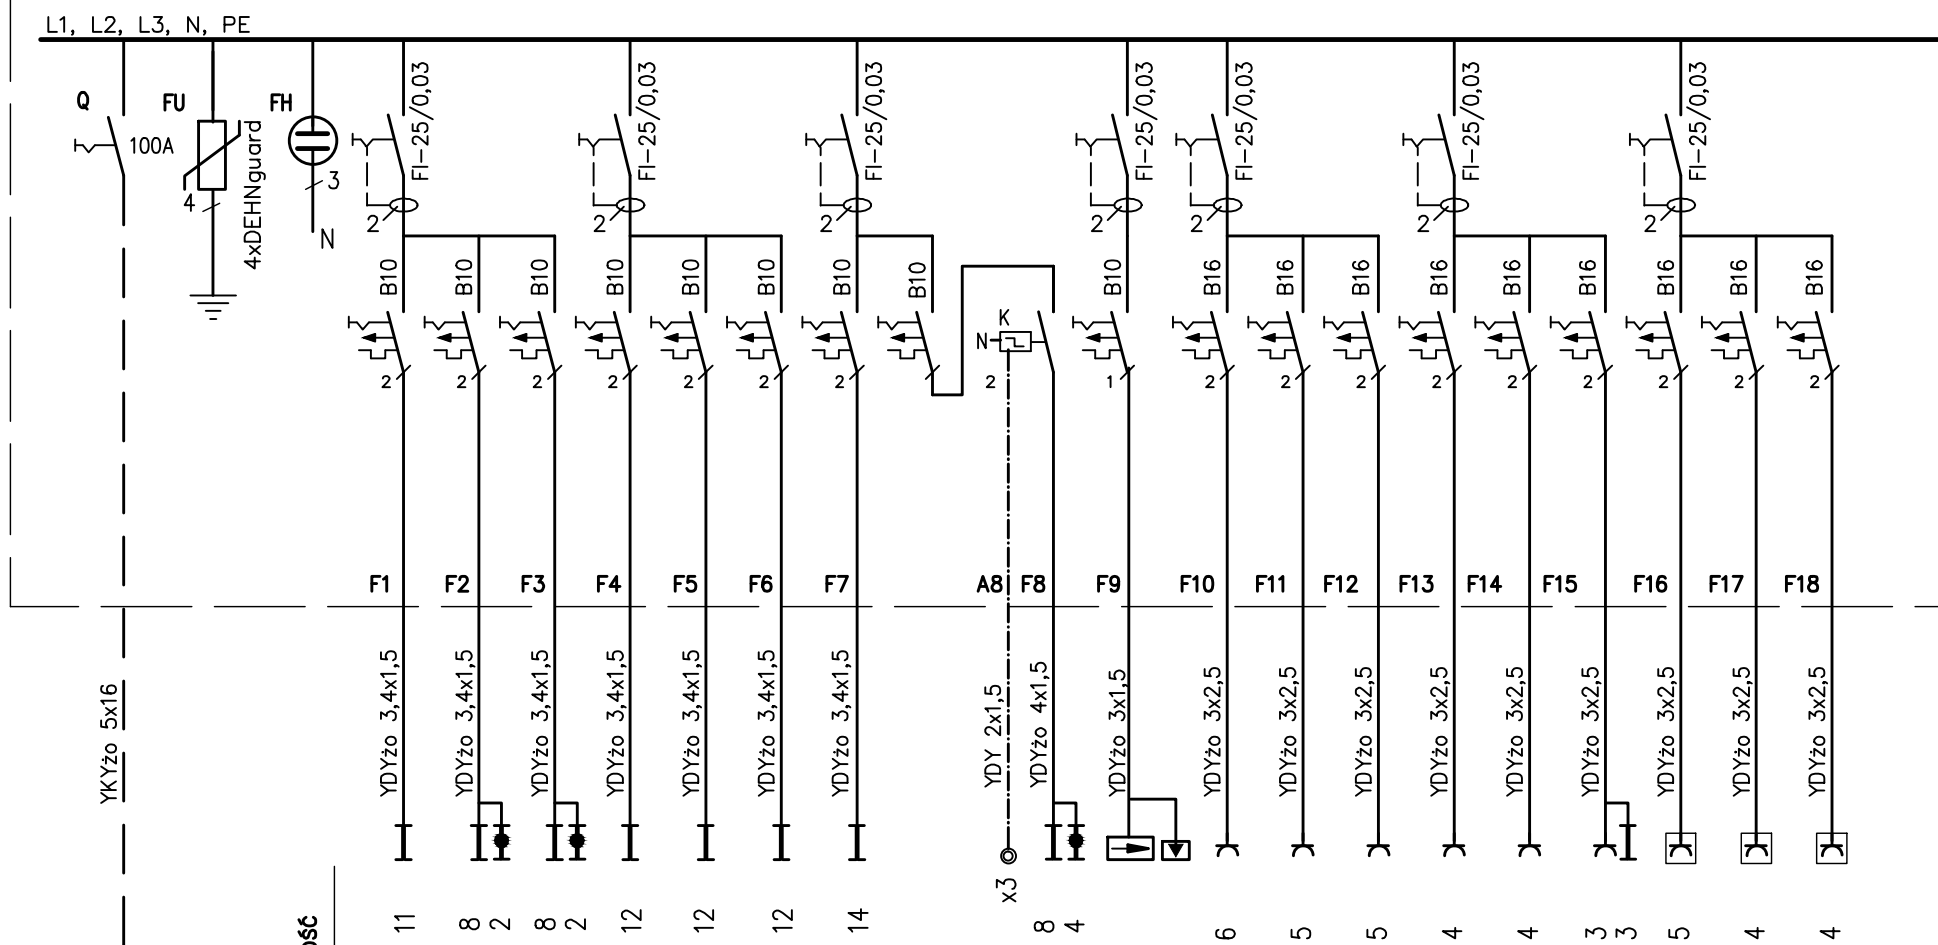 L1, L2, L3, N, PE
Q
FU
FH
100A
4
4xDEHNguard
3
N
FI-25/0,03
FI-25/0,03
FI-25/0,03
FI-25/0,03
FI-25/0,03
FI-25/0,03
FI-25/0,03
2
2
2
2
2
2
2
B10
B10
B10
B10
B10
B10
B10
B10
B10
B16
B16
B16
B16
B16
B16
B16
B16
B16
K
N
2
2
2
2
2
2
2
2
1
2
2
2
2
2
2
2
2
2
F1
F2
F3
F4
F5
F6
F7
A8
F8
F9
F10
F11
F12
F13
F14
F15
F16
F17
F18
YKYżo 5x16
YDYżo 3,4x1,5
YDYżo 3,4x1,5
YDYżo 3,4x1,5
YDYżo 3,4x1,5
YDYżo 3,4x1,5
YDYżo 3,4x1,5
YDYżo 3,4x1,5
YDY 2x1,5
YDYżo 4x1,5
YDYżo 3x1,5
YDYżo 3x2,5
YDYżo 3x2,5
YDYżo 3x2,5
YDYżo 3x2,5
YDYżo 3x2,5
YDYżo 3x2,5
YDYżo 3x2,5
YDYżo 3x2,5
YDYżo 3x2,5
x3
ość
11
8
2
8
2
12
12
12
14
8
4
6
5
5
4
4
3
3
5
4
4